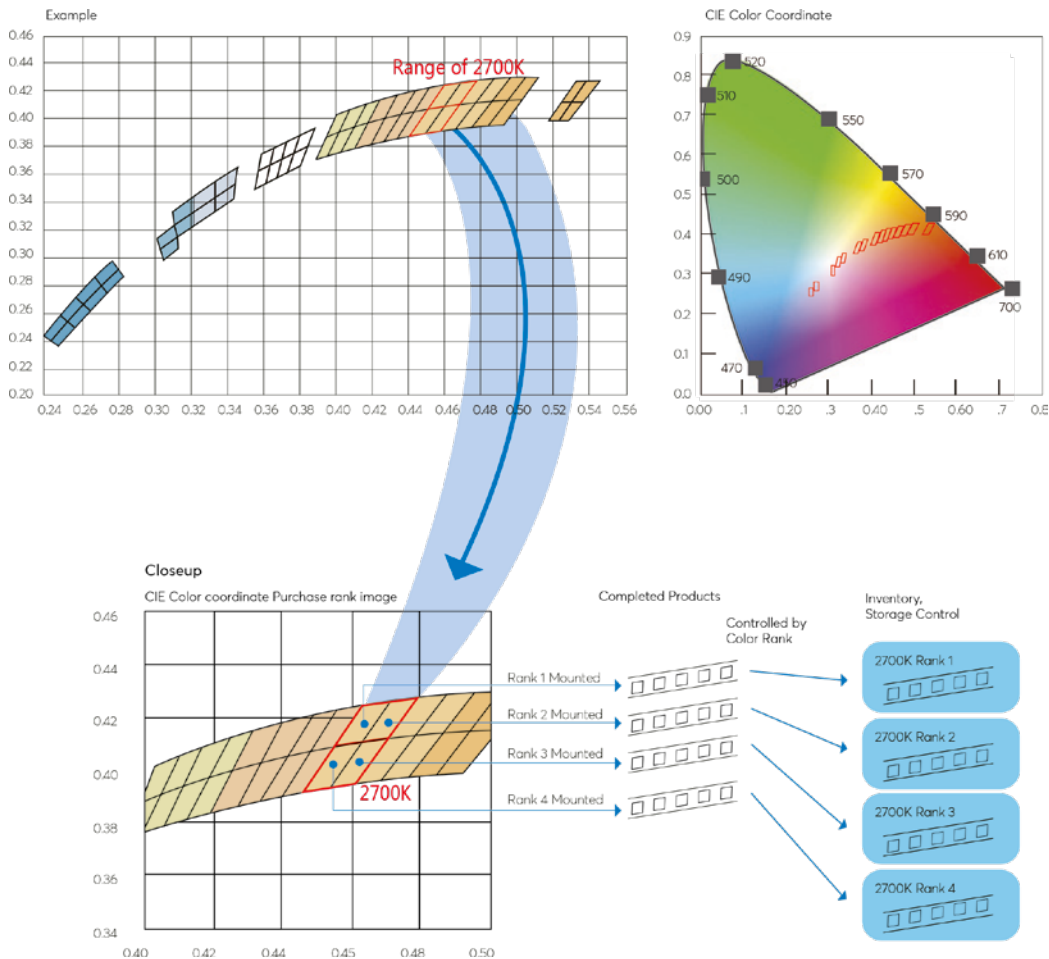 Example
CIE Color Coordinate
0.46
0.44
0.42
0.40
0.38
0.36
0.34
0.32
0.30
0.28
0.26
0.24
0.22
0.20
0.24 0.26 0.28 0.30 0.32 0.34 0.36 0.38 0.40 0.42 0.44 0.46 0.48 0.50 0.52 0.54 0.56
Range of 2700K
0.9
0.8
0.7
0.6
0.5
0.4
0.3
0.2
0.1
0.0
0.00 .1 0.20 .3 0.40 .5 0.60 .7 0.8
520
510
550
500
570
590
610
490
700
470
Closeup
CIE Color coordinate Purchase rank image
0.46
0.44
0.42
0.40
0.38
0.36
0.34
0.40 0.42 0.44 0.45 0.48 0.50
2700K
Completed Products
Controlled by
Color Rank
Inventory,
Storage Control
Rank 1 Mounted
Rank 2 Mounted
Rank 3 Mounted
Rank 4 Mounted
2700K Rank 1
2700K Rank 2
2700K Rank 3
2700K Rank 4